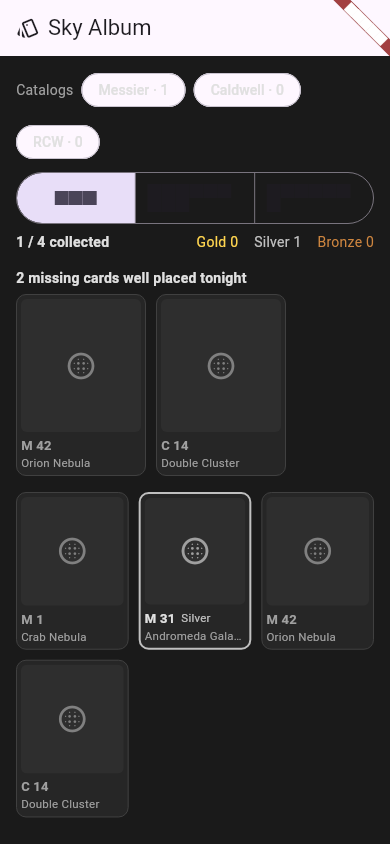 Sky Album
Catalogs Messier · 1 Caldwell · 0
RCW · 0
1 / 4 collected Gold 0 Silver 1 Bronze 0
2 missing cards well placed tonight
M 42 C 14
Orion Nebula Double Cluster
M 1 M 31 Silver M 42
Crab Nebula Andromeda Gala… Orion Nebula
C 14
Double Cluster